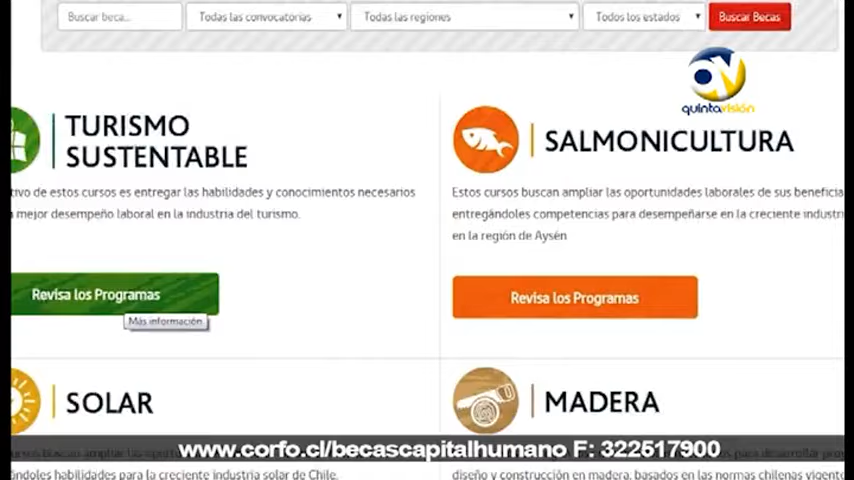 Buscar beca...
Todas las convocatorias
Todas las regiones
Todos los estados
Buscar Becas
quintavisión
TURISMO
SUSTENTABLE
tivo de estos cursos es entregar las habilidades y conocimientos necesarios
mejor desempeño laboral en la industria del turismo.
Revisa los Programas
Más información
SALMONICULTURA
Estos cursos buscan ampliar las oportunidades laborales de sus beneficia
entregándoles competencias para desempeñarse en la creciente industri
en la región de Aysén
Revisa los Programas
SOLAR
MADERA
www.corfo.cl/becascapitalhumano F: 322517900
ándoles habilidades para la creciente industria solar de Chile.
diseño y construcción en madera, basados en las normas chilenas vigent